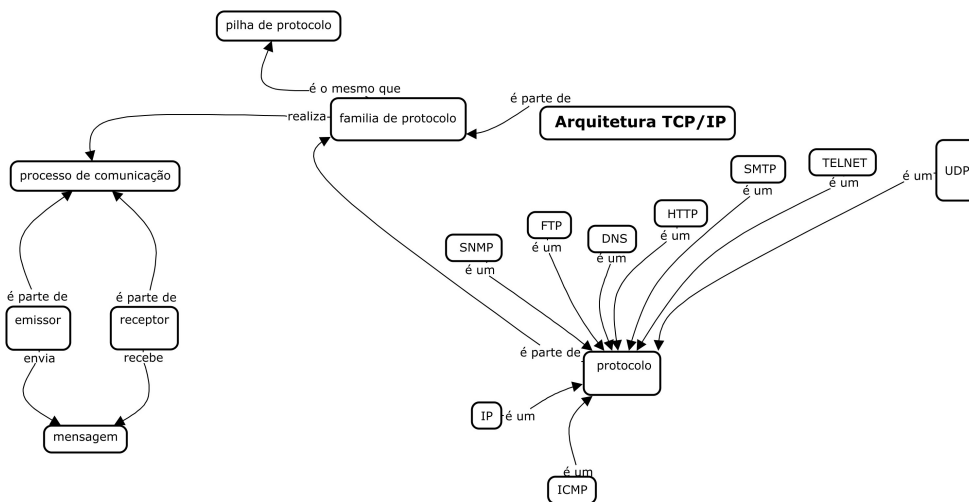 pilha de protocolo
é o mesmo que
é parte de
realiza
familia de protocolo
Arquitetura TCP/IP
processo de comunicação
SMTP
é um
TELNET
é um
é um
UDP
HTTP
é um
FTP
é um
DNS
é um
SNMP
é um
é parte de
emissor
envia
é parte de
receptor
recebe
mensagem
é parte de
protocolo
IP
é um
é um
ICMP